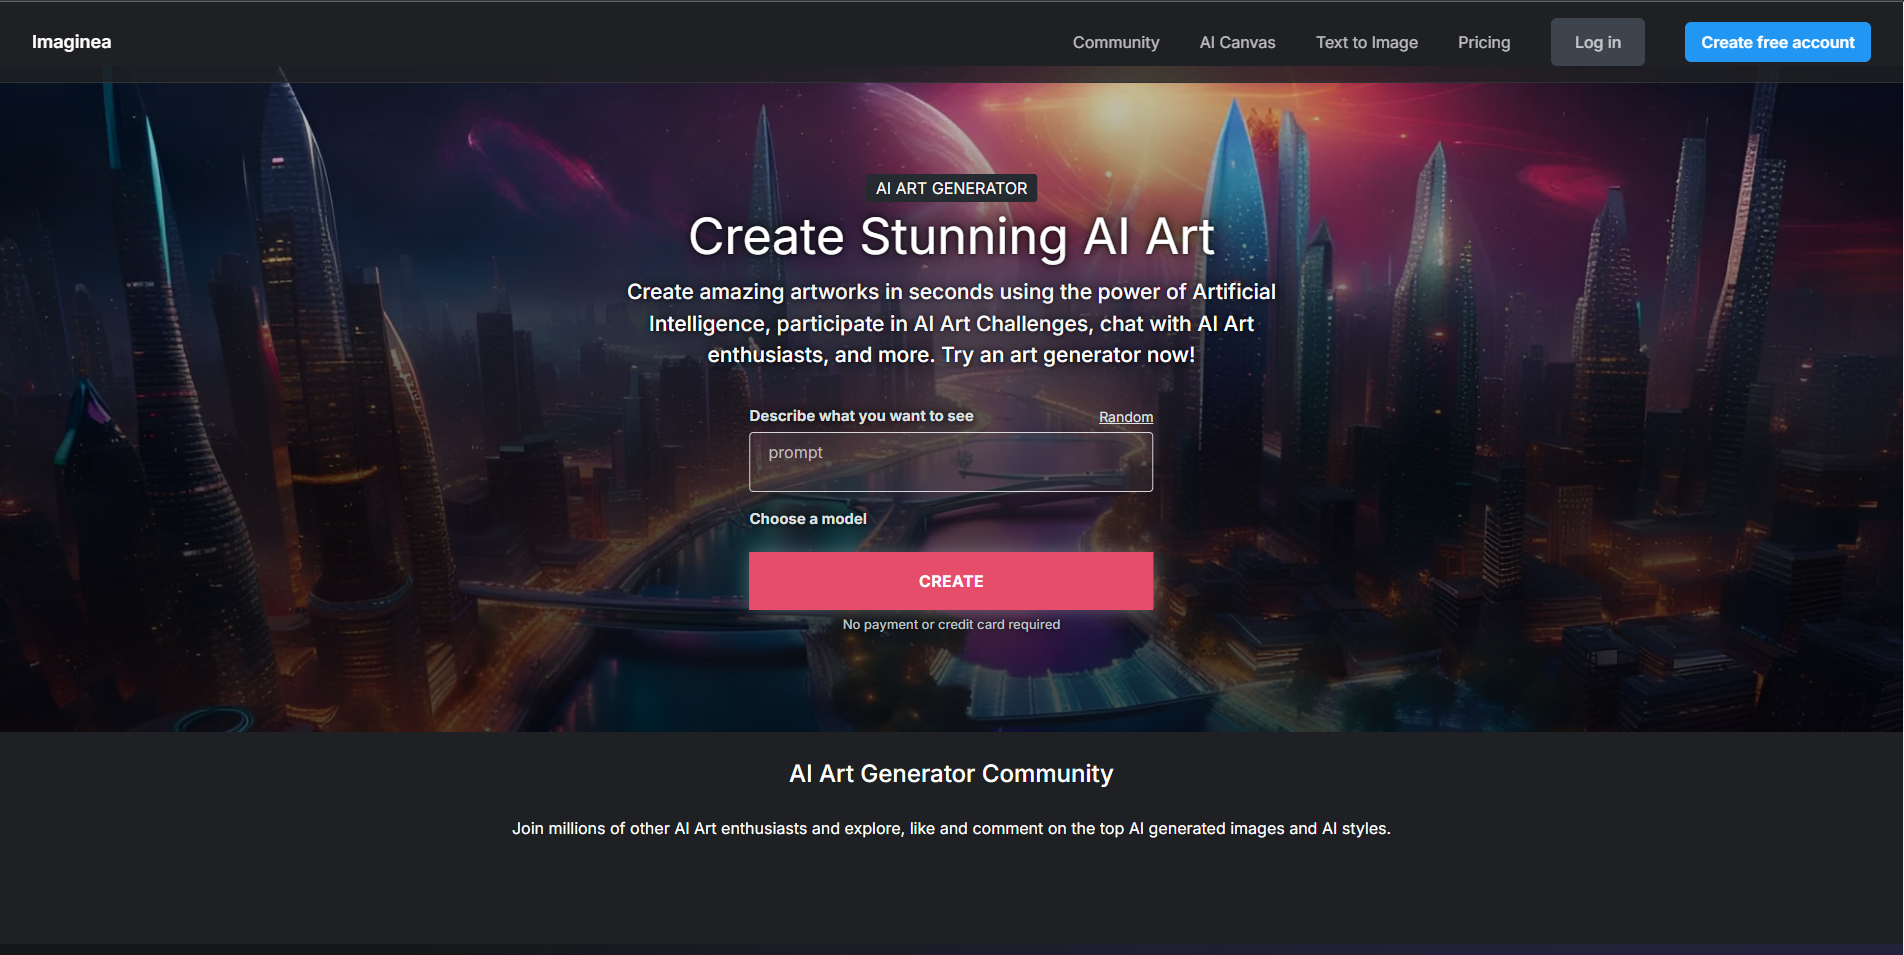 Imaginea
Community
AI Canvas
Text to Image
Pricing
Log in
Create free account
AI ART GENERATOR
Create Stunning AI Art
Create amazing artworks in seconds using the power of Artificial
Intelligence, participate in AI Art Challenges, chat with AI Art
enthusiasts, and more. Try an art generator now!
Describe what you want to see
Random
prompt
Choose a model
CREATE
No payment or credit card required
AI Art Generator Community
Join millions of other AI Art enthusiasts and explore, like and comment on the top AI generated images and AI styles.